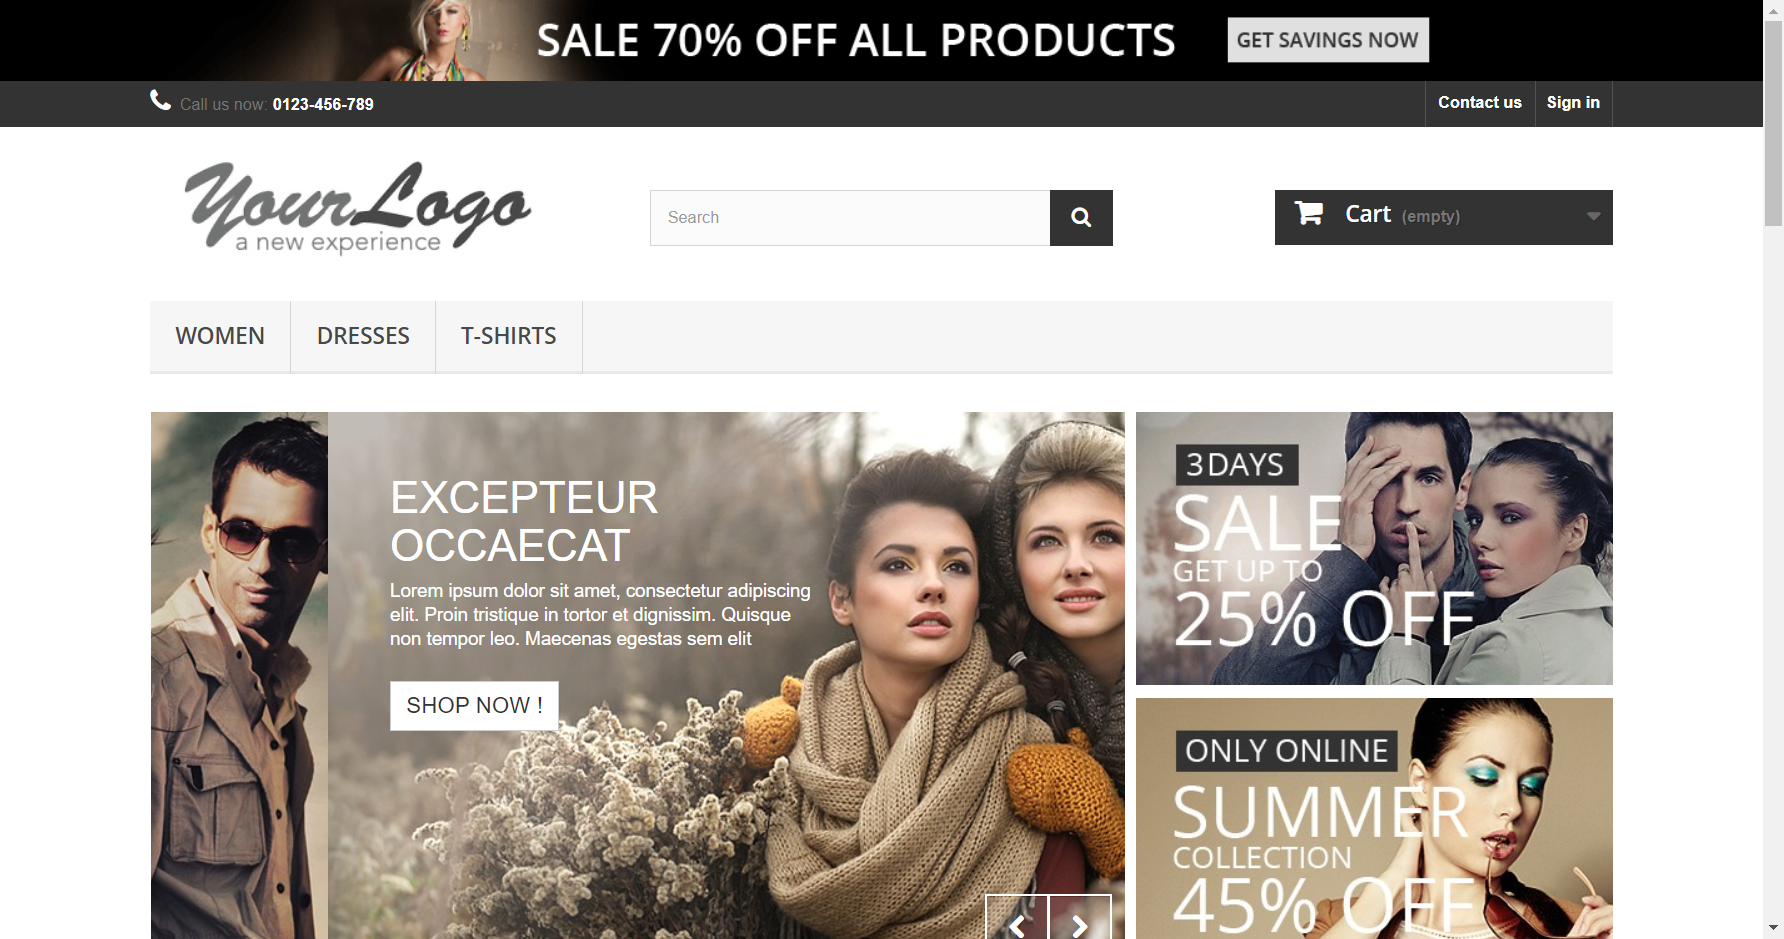 SALE 70% OFF ALL PRODUCTS
GET SAVINGS NOW
Call us now: 0123-456-789
Contact us
Sign in
YourLogo
a new experience
Search
Cart (empty)
WOMEN
DRESSES
T-SHIRTS
EXCEPTEUR
OCCAECAT
Lorem ipsum dolor sit amet, consectetur adipiscing
elit. Proin tristique in tortor et dignissim. Quisque
non tempor leo. Maecenas egestas sem elit
SHOP NOW !
3 DAYS
SALE
GET UP TO
25% OFF
ONLY ONLINE
SUMMER
COLLECTION
45% OFF